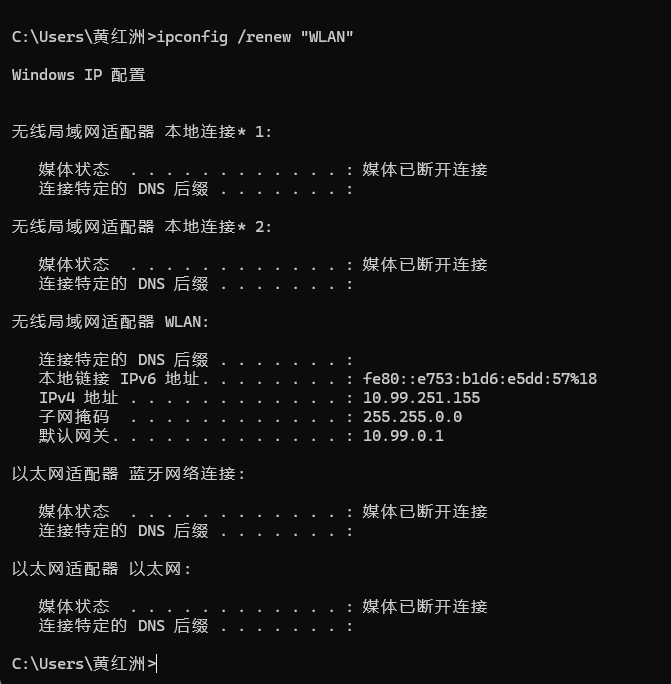 C:\Users\黄红洲>ipconfig /renew "WLAN"
Windows IP 配置
无线局域网适配器 本地连接* 1:
媒体状态  . . . . . . . . . . . . : 媒体已断开连接
连接特定的 DNS 后缀 . . . . . . . :
无线局域网适配器 本地连接* 2:
媒体状态  . . . . . . . . . . . . : 媒体已断开连接
连接特定的 DNS 后缀 . . . . . . . :
无线局域网适配器 WLAN:
连接特定的 DNS 后缀 . . . . . . . :
本地链接 IPv6 地址. . . . . . . . : fe80::e753:b1d6:e5dd:57%18
IPv4 地址 . . . . . . . . . . . . : 10.99.251.155
子网掩码  . . . . . . . . . . . . : 255.255.0.0
默认网关. . . . . . . . . . . . . : 10.99.0.1
以太网适配器 蓝牙网络连接:
媒体状态  . . . . . . . . . . . . : 媒体已断开连接
连接特定的 DNS 后缀 . . . . . . . :
以太网适配器 以太网:
媒体状态  . . . . . . . . . . . . : 媒体已断开连接
连接特定的 DNS 后缀 . . . . . . . :
C:\Users\黄红洲>